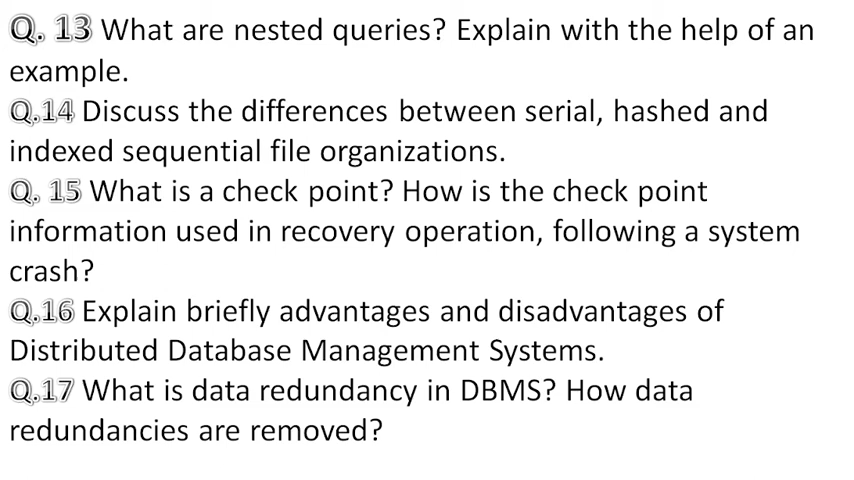 Q. 13 What are nested queries? Explain with the help of an
example.
Q.14 Discuss the differences between serial, hashed and
indexed sequential file organizations.
Q. 15 What is a check point? How is the check point
information used in recovery operation, following a system
crash?
Q.16 Explain briefly advantages and disadvantages of
Distributed Database Management Systems.
Q.17 What is data redundancy in DBMS? How data
redundancies are removed?